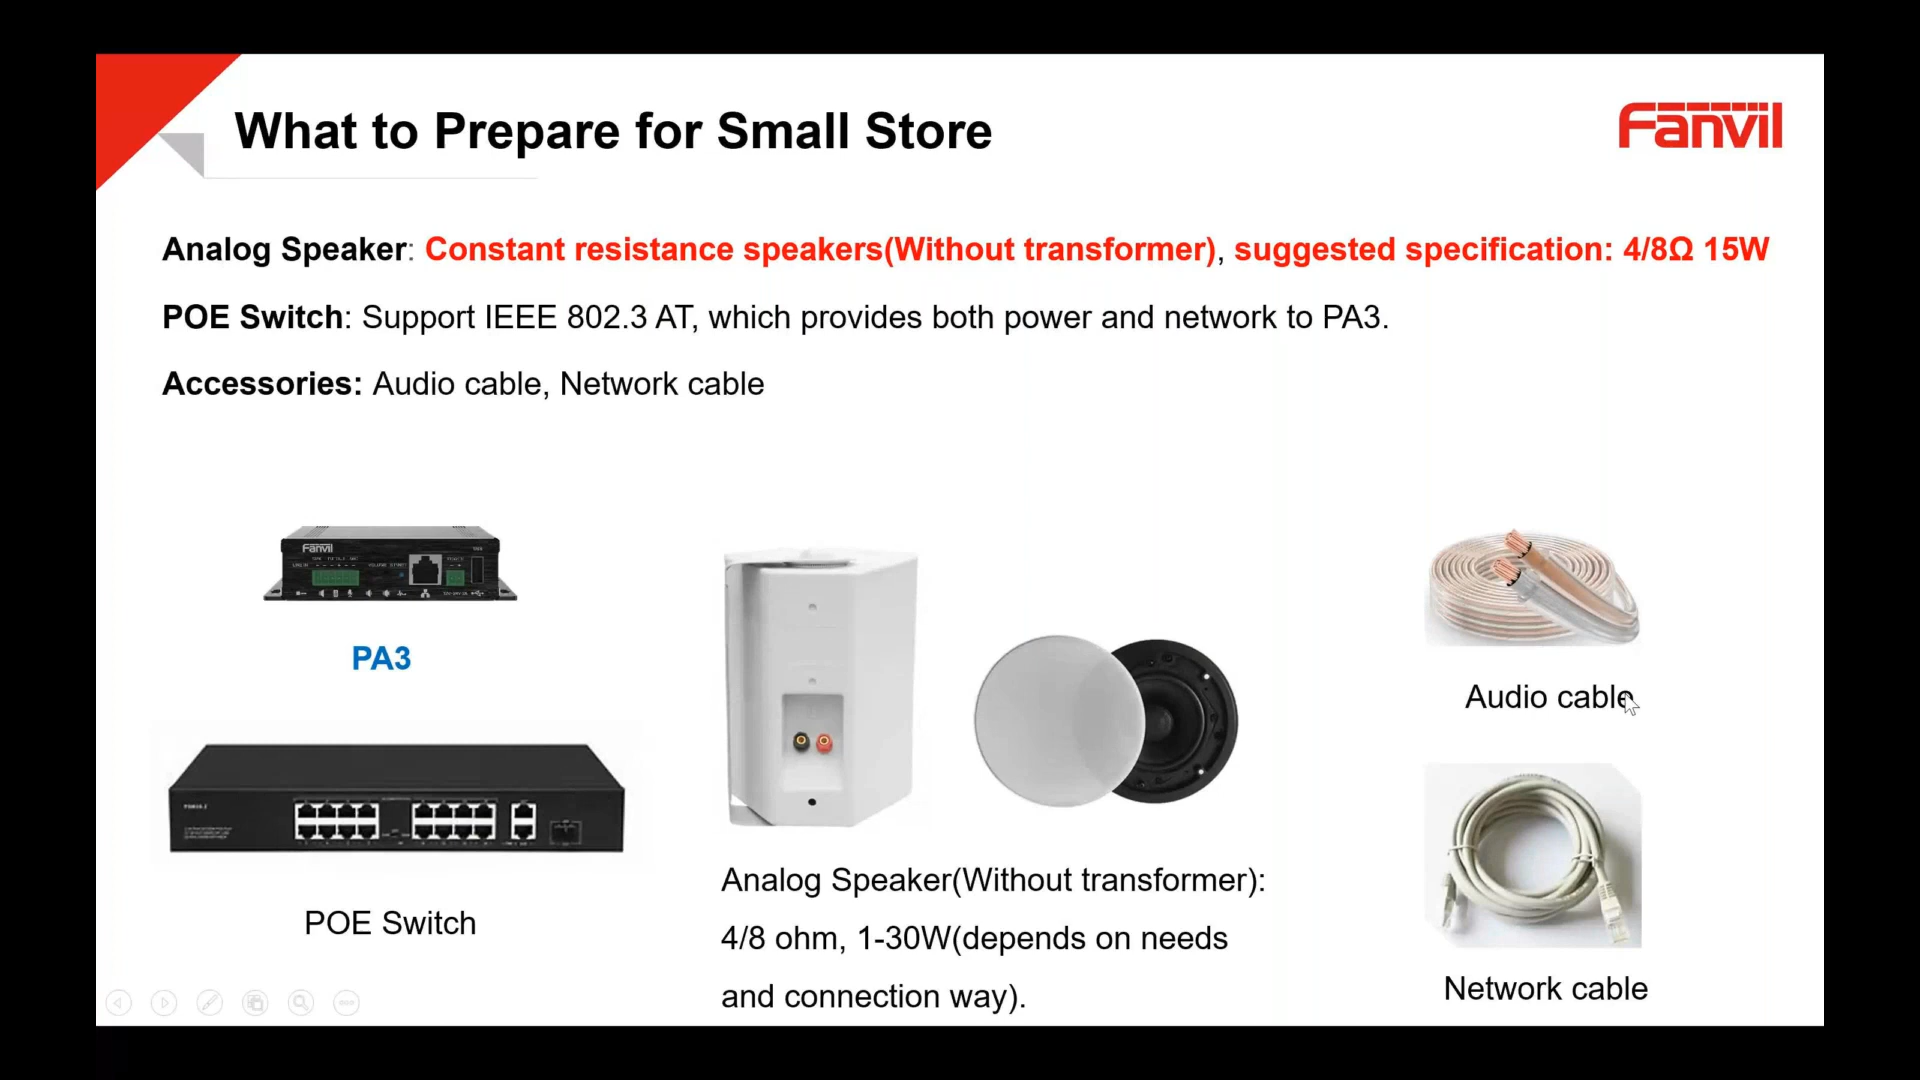 What to Prepare for Small Store
Fanvil
Analog Speaker: Constant resistance speakers(Without transformer), suggested specification: 4/8Ω 15W
POE Switch: Support IEEE 802.3 AT, which provides both power and network to PA3.
Accessories: Audio cable, Network cable
Fanvil
PA3
POE Switch
Analog Speaker(Without transformer):
4/8 ohm, 1-30W(depends on needs
and connection way).
Audio cable
Network cable